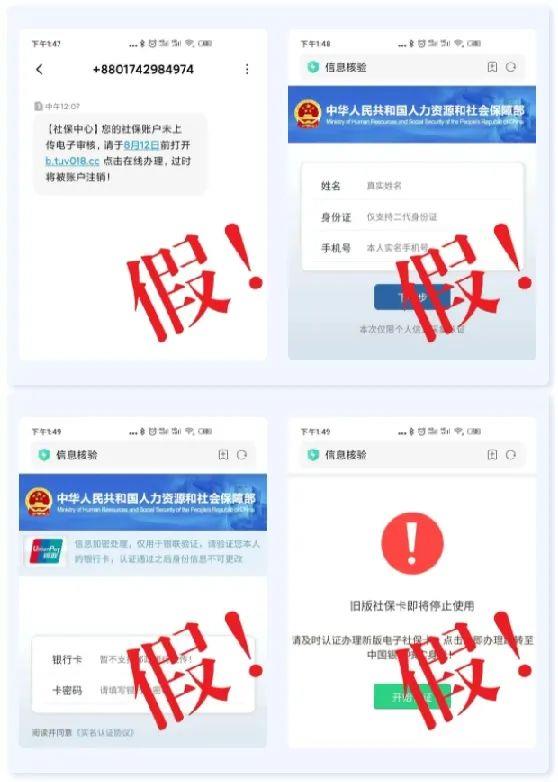 下午1:47
+8801742984974
中午12:07
【社保中心】您的社保账户未上
传电子审核，请于8月12日前打开
b.tuv018.cc 点击在线办理，过时
将被账户注销！
假！
下午1:48
信息核验
中华人民共和国人力资源和社会保障部
Ministry of Human Resources and Social Security of the People's Republic of China
姓名 真实姓名
身份证 仅支持二代身份证
手机号 本人实名手机号
下一步
本次仅限个人信
认证
假！
下午1:49
信息核验
中华人民共和国人力资源和社会保障部
Ministry of Human Resources and Social Security of the People's Republic of China
UnionPay
银联
信息加密处理，仅用于银联验证，请验证您本人
的银行卡，认证通过之后身份信息不可更改
银行卡 暂不支
卡密码 请填写银
阅读并同意《实名认证协议》
假！
下午1:49
信息核验
旧版社保卡即将停止使用
请及时认证办理新版电子社保卡
点击
即办理
转至
中国银
开始认证
假！